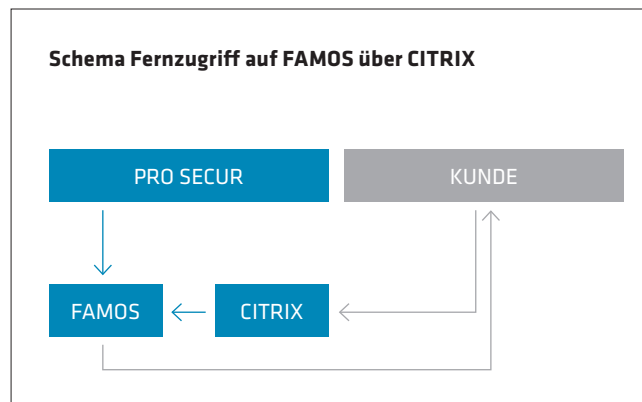 Schema Fernzugriff auf FAMOS über CITRIX
PRO SECUR
KUNDE
FAMOS
CITRIX